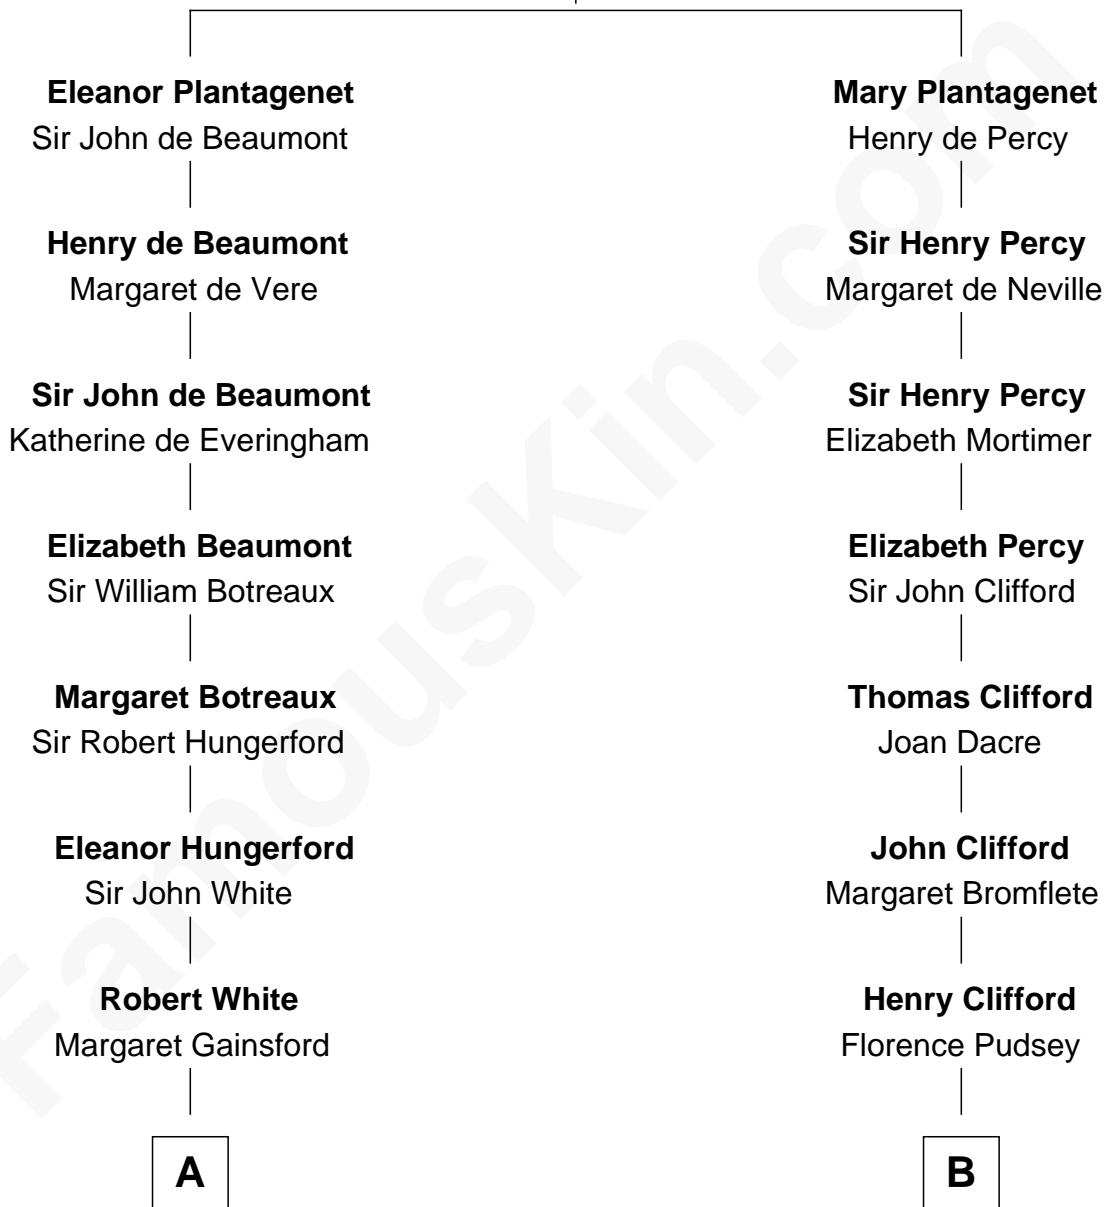 Eleanor Plantagenet
Sir John de Beaumont
Mary Plantagenet
Henry de Percy
Henry de Beaumont
Margaret de Vere
Sir Henry Percy
Margaret de Neville
Sir John de Beaumont
Katherine de Everingham
Sir Henry Percy
Elizabeth Mortimer
Elizabeth Beaumont
Sir William Botreaux
Elizabeth Percy
Sir John Clifford
Margaret Botreaux
Sir Robert Hungerford
Thomas Clifford
Joan Dacre
Eleanor Hungerford
Sir John White
John Clifford
Margaret Bromflete
Robert White
Margaret Gainsford
Henry Clifford
Florence Pudsey
A
B
FamousKin.com